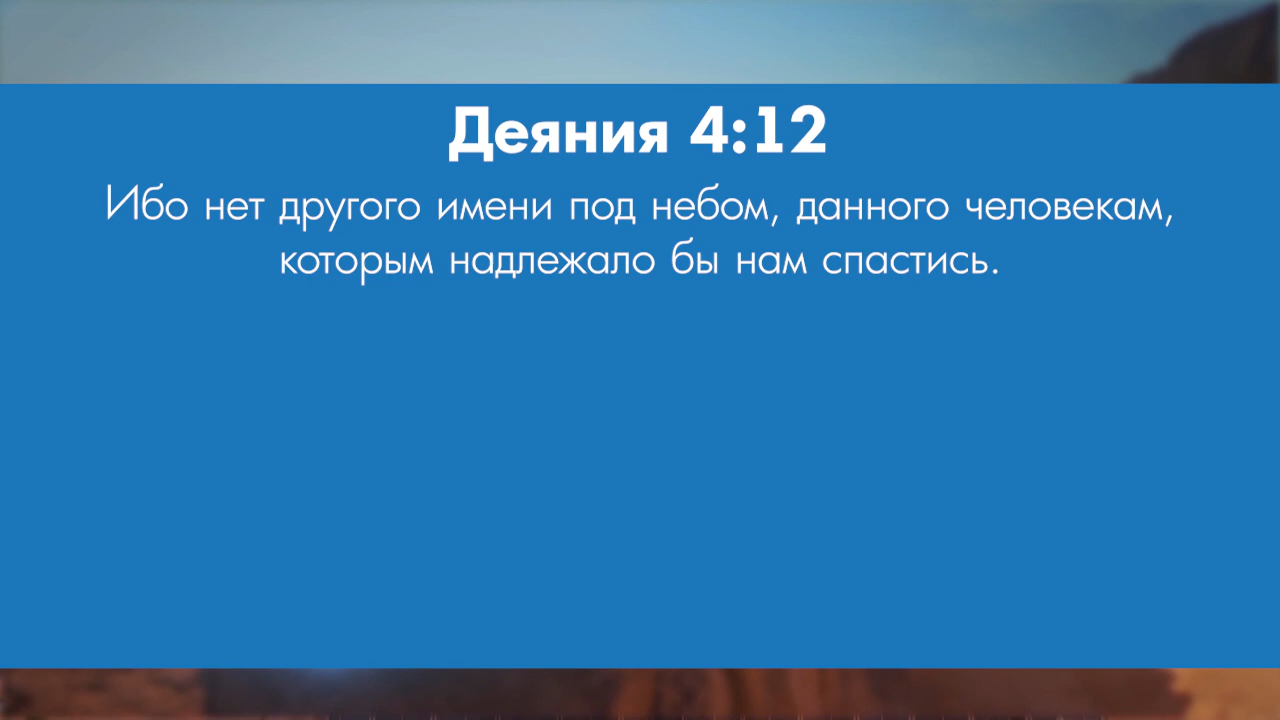 Деяния 4:12
Ибо нет другого имени под небом, данного человекам,
которым надлежало бы нам спастись.